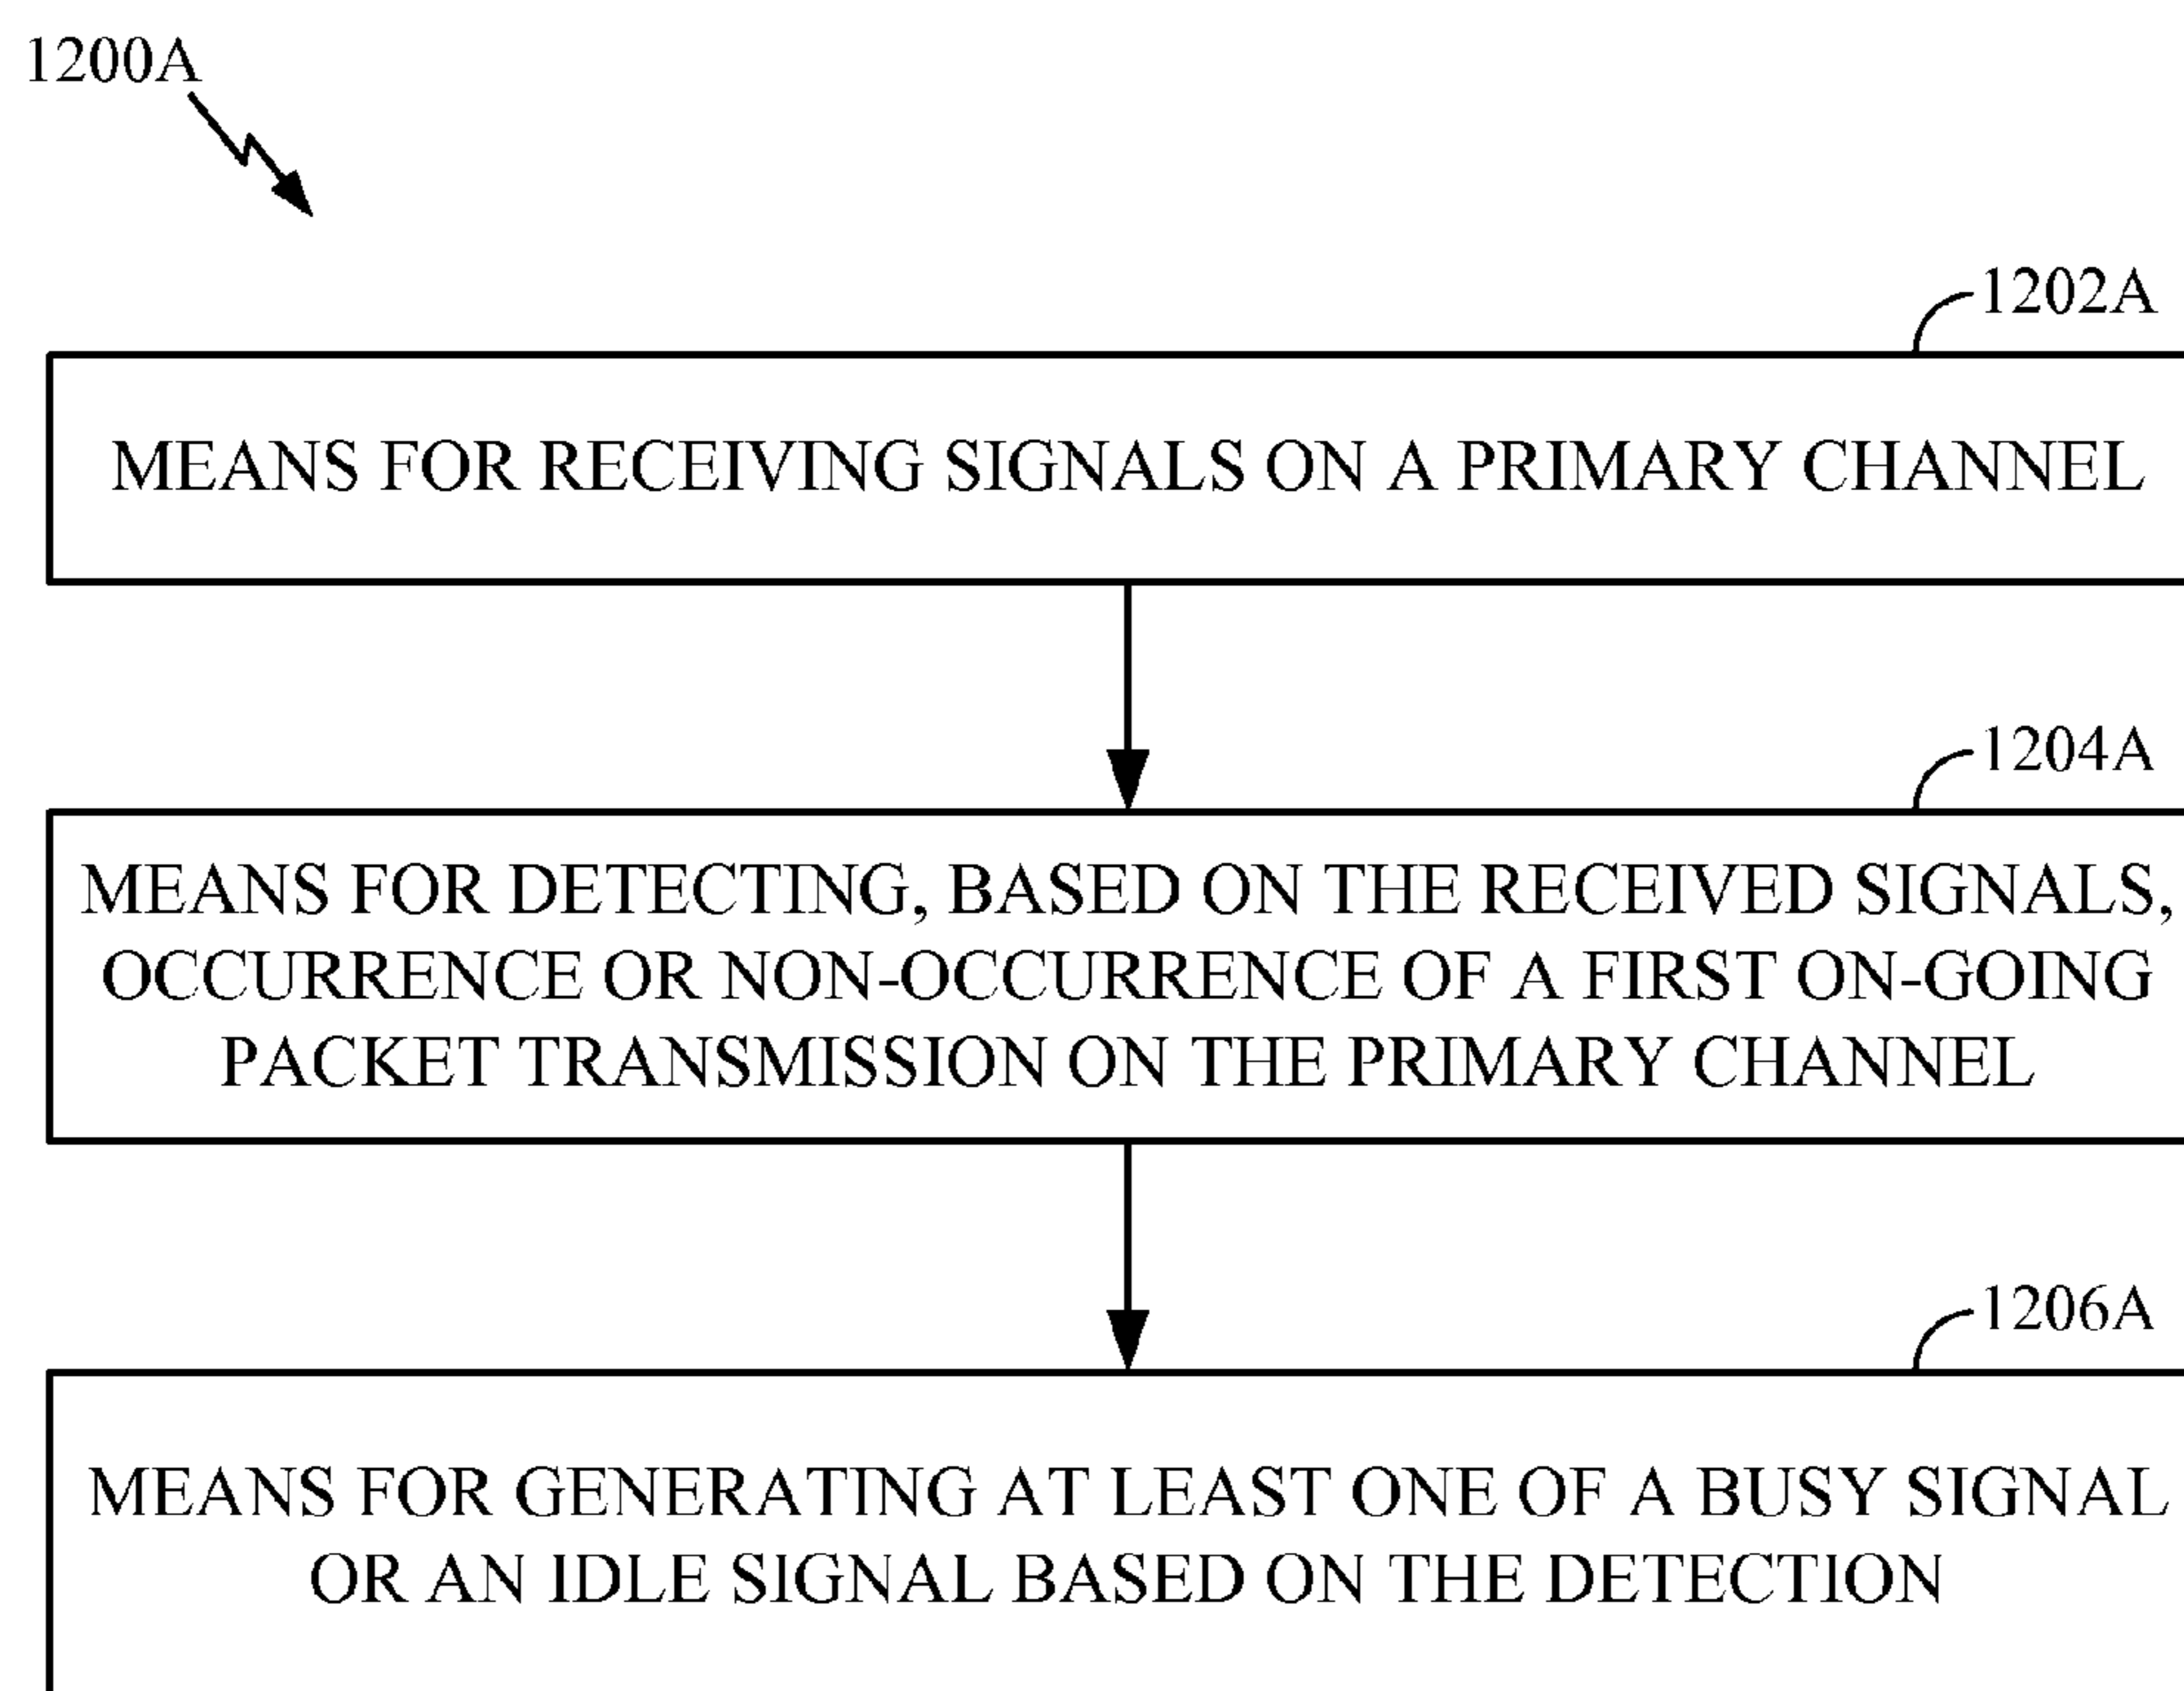 1200A
1202A
MEANS FOR RECEIVING SIGNALS ON A PRIMARY CHANNEL
1204A
MEANS FOR DETECTING, BASED ON THE RECEIVED SIGNALS,
OCCURRENCE OR NON-OCCURRENCE OF A FIRST ON-GOING
PACKET TRANSMISSION ON THE PRIMARY CHANNEL
1206A
MEANS FOR GENERATING AT LEAST ONE OF A BUSY SIGNAL
OR AN IDLE SIGNAL BASED ON THE DETECTION